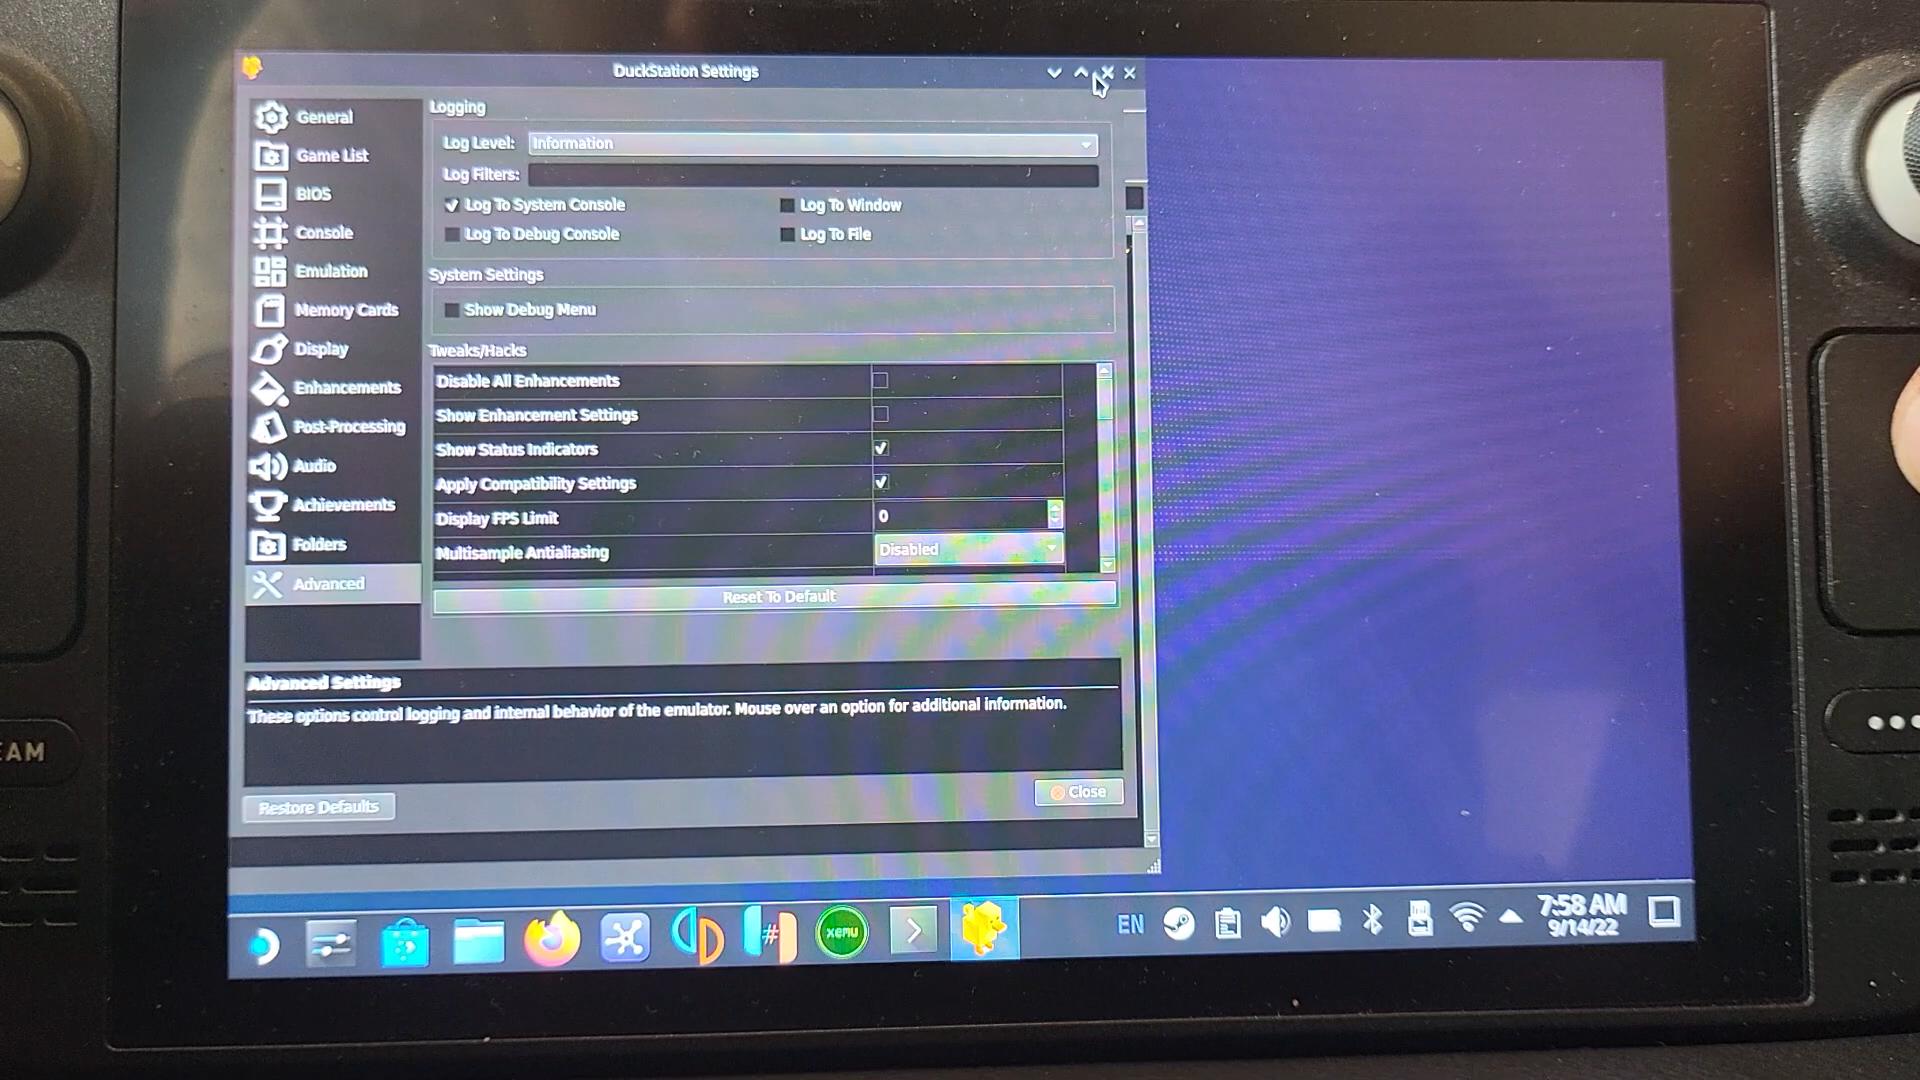 DuckStation Settings
General
Game List
BIOS
Console
Emulation
Memory Cards
Display
Enhancements
Post-Processing
Audio
Achievements
Folders
Advanced
Logging
Log Level: Information
Log Filters:
Log To System Console
Log To Window
Log To Debug Console
Log To File
System Settings
Show Debug Menu
Tweaks/Hacks
Disable All Enhancements
Show Enhancement Settings
Show Status Indicators
Apply Compatibility Settings
Display FPS Limit 0
Multisample Antialiasing Disabled
Reset To Default
Advanced Settings
These options control logging and internal behavior of the emulator. Mouse over an option for additional information.
Restore Defaults
Close
EAM
#
xemu
EN
7:58 AM
9/14/22